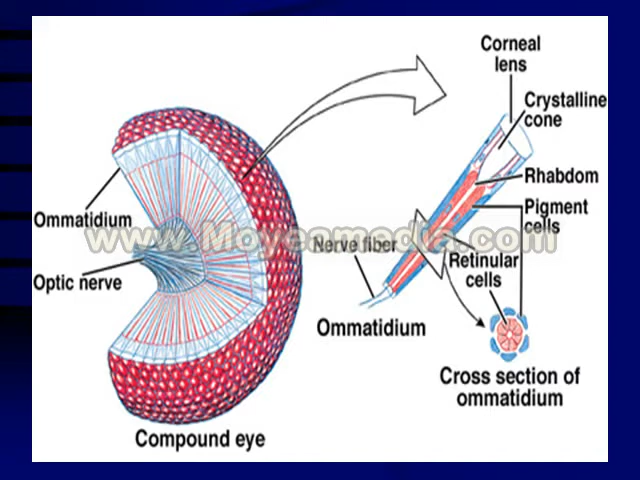 Corneal
lens
Crystalline
cone
Rhabdom
Pigment
cells
Ommatidium
www.Moyeamedia.com
Nerve fiber
Retinular
cells
Optic nerve
Ommatidium
Cross section of
ommatidium
Compound eye